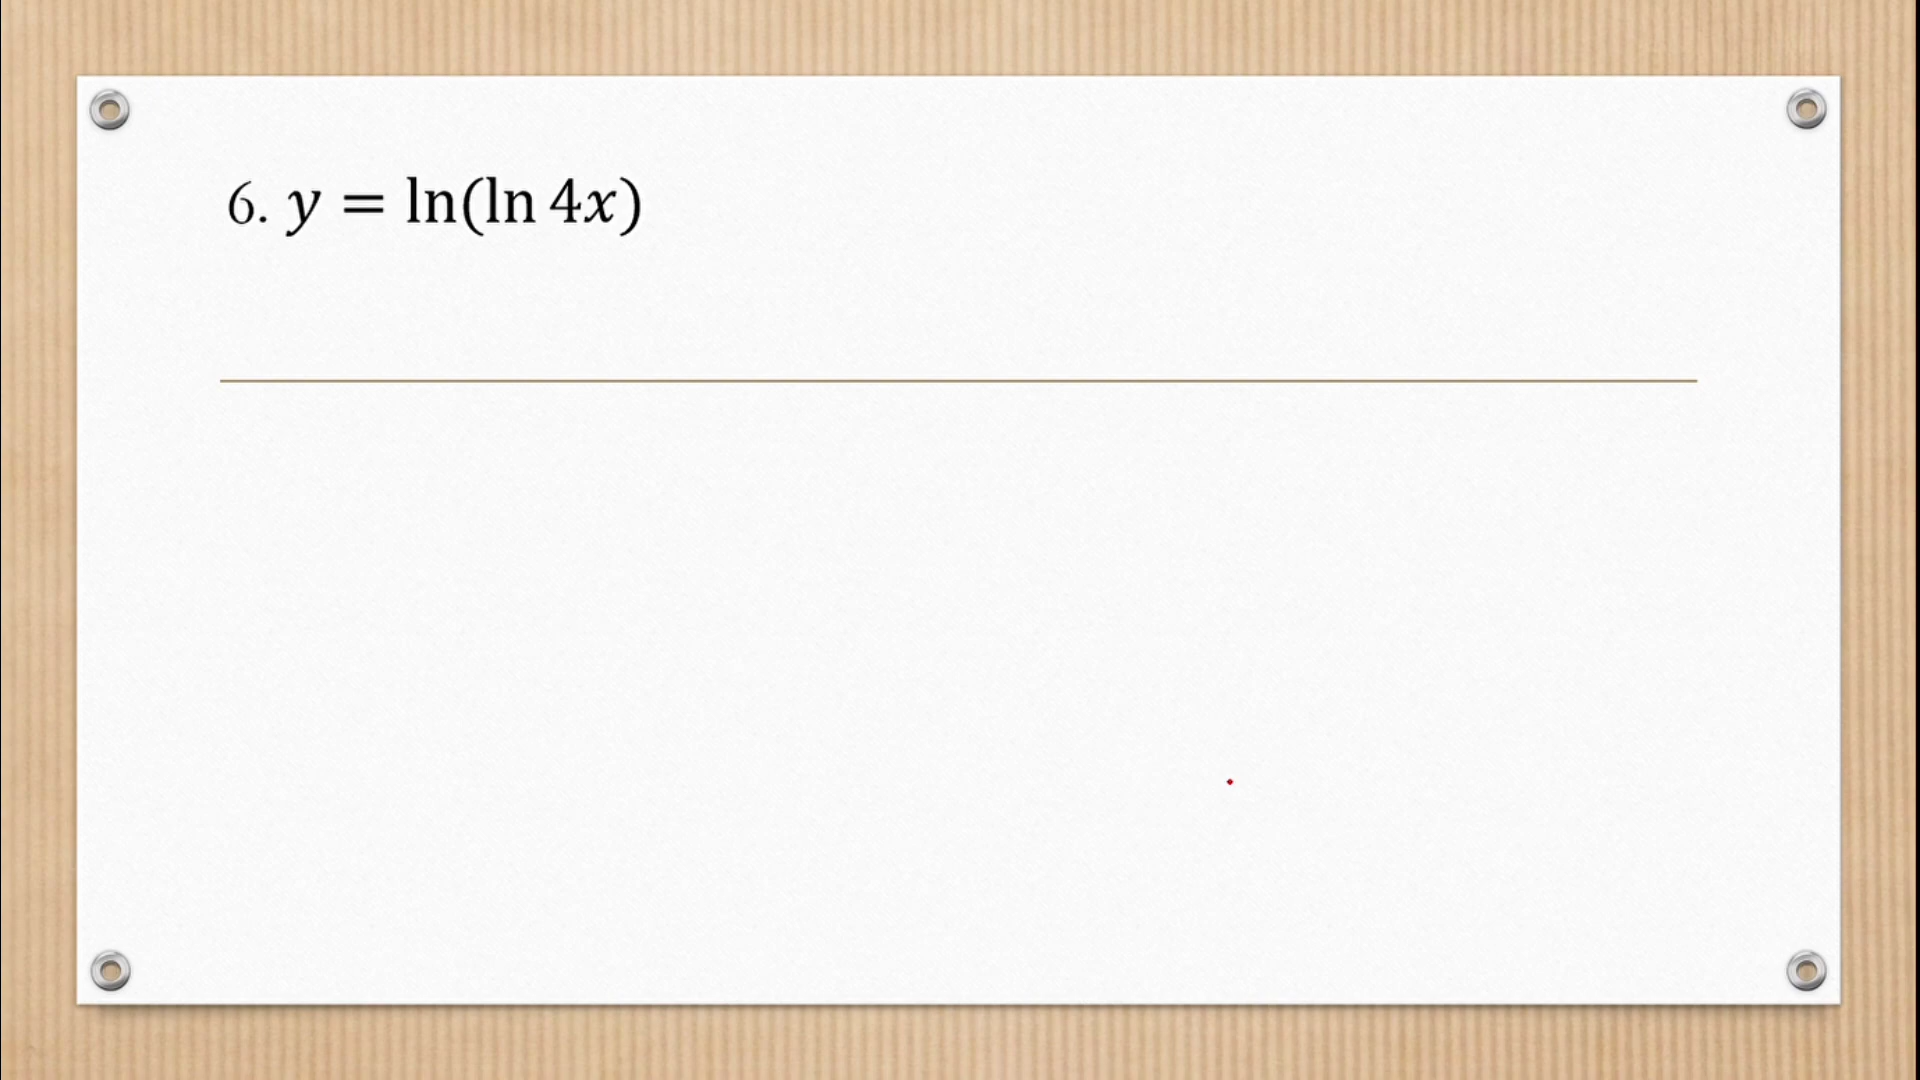 6. y = ln(ln 4x)